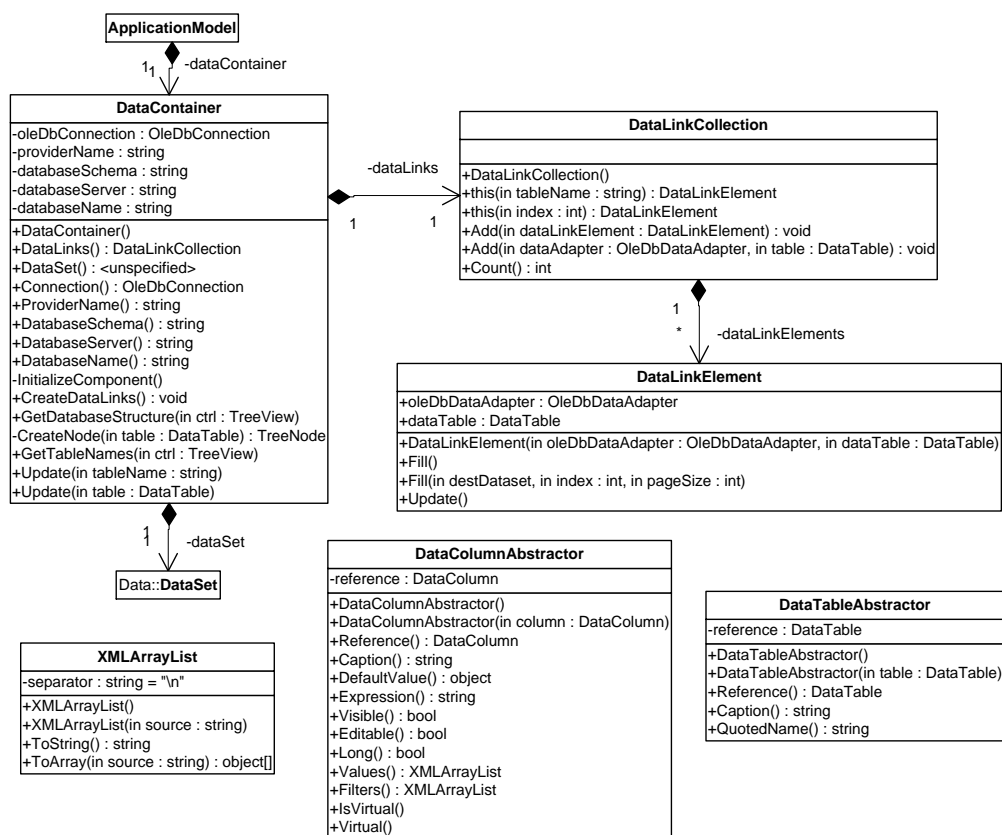 ApplicationModel
1
1
-dataContainer
DataContainer
-oleDbConnection : OleDbConnection
-providerName : string
-databaseSchema : string
-databaseServer : string
-databaseName : string
+DataContainer()
+DataLinks() : DataLinkCollection
+DataSet() : <unspecified>
+Connection() : OleDbConnection
+ProviderName() : string
+DatabaseSchema() : string
+DatabaseServer() : string
+DatabaseName() : string
-InitializeComponent()
+CreateDataLinks() : void
+GetDatabaseStructure(in ctrl : TreeView)
-CreateNode(in table : DataTable) : TreeNode
+GetTableNames(in ctrl : TreeView)
+Update(in tableName : string)
+Update(in table : DataTable)
-dataLinks
1
1
DataLinkCollection
+DataLinkCollection()
+this(in tableName : string) : DataLinkElement
+this(in index : int) : DataLinkElement
+Add(in dataLinkElement : DataLinkElement) : void
+Add(in dataAdapter : OleDbDataAdapter, in table : DataTable) : void
+Count() : int
1
*
-dataLinkElements
DataLinkElement
+oleDbDataAdapter : OleDbDataAdapter
+dataTable : DataTable
+DataLinkElement(in oleDbDataAdapter : OleDbDataAdapter, in dataTable : DataTable)
+Fill()
+Fill(in destDataset, in index : int, in pageSize : int)
+Update()
1
1
-dataSet
Data::DataSet
XMLArrayList
-separator : string = "\n"
+XMLArrayList()
+XMLArrayList(in source : string)
+ToString() : string
+ToArray(in source : string) : object[]
DataColumnAbstractor
-reference : DataColumn
+DataColumnAbstractor()
+DataColumnAbstractor(in column : DataColumn)
+Reference() : DataColumn
+Caption() : string
+DefaultValue() : object
+Expression() : string
+Visible() : bool
+Editable() : bool
+Long() : bool
+Values() : XMLArrayList
+Filters() : XMLArrayList
+IsVirtual()
+Virtual()
DataTableAbstractor
-reference : DataTable
+DataTableAbstractor()
+DataTableAbstractor(in table : DataTable)
+Reference() : DataTable
+Caption() : string
+QuotedName() : string